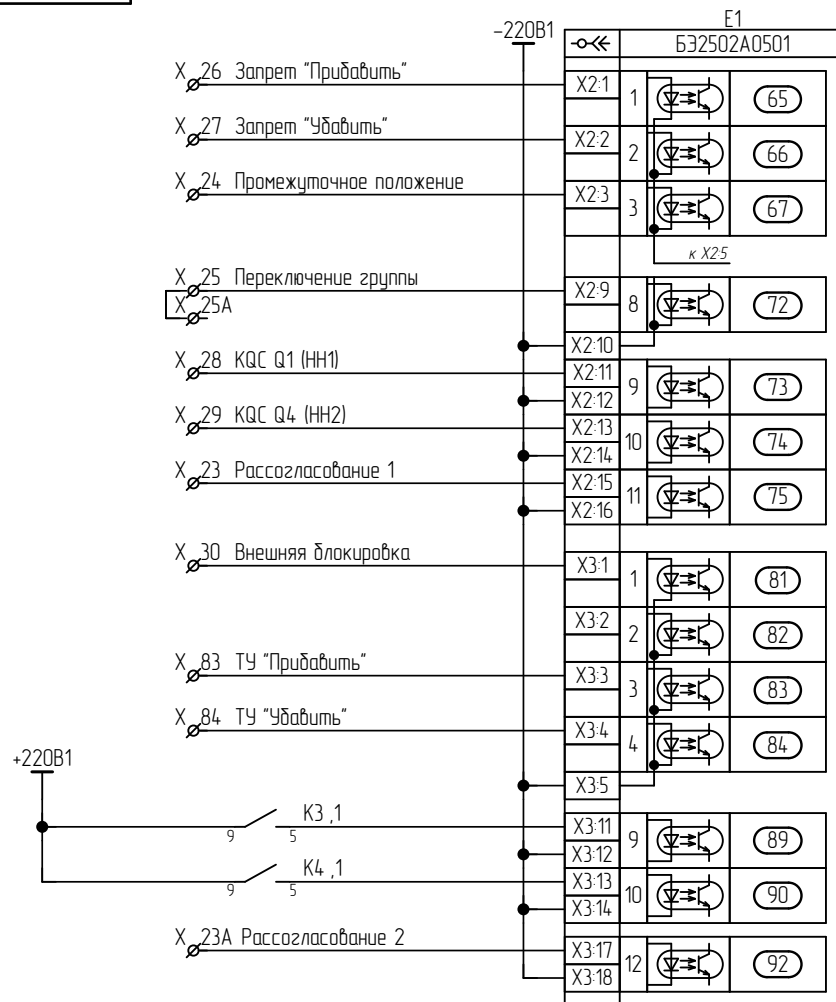 -220В1
E1
БЭ2502А0501
X 26 Запрет "Прибавить"
X2:1
1
65
X 27 Запрет "Убавить"
X2:2
2
66
X 24 Промежуточное положение
X2:3
3
67
к X2:5
X 25 Переключение группы
X2:9
8
72
X 25А
X2:10
X 28 KQC Q1 (НН1)
X2:11
9
73
X2:12
X 29 KQC Q4 (НН2)
X2:13
10
74
X2:14
X 23 Рассогласование 1
X2:15
11
75
X2:16
X 30 Внешняя блокировка
X3:1
1
81
X3:2
2
82
X 83 ТУ "Прибавить"
X3:3
3
83
X 84 ТУ "Убавить"
X3:4
4
84
+220В1
X3:5
К3 ,1
9
5
X3:11
9
89
X3:12
К4 ,1
9
5
X3:13
10
90
X3:14
X 23А Рассогласование 2
X3:17
12
92
X3:18